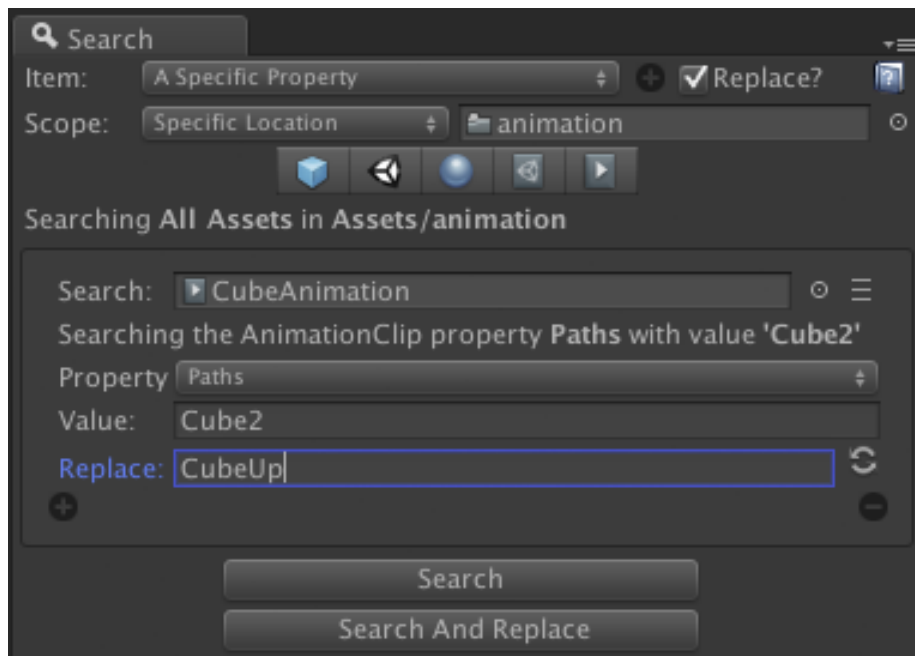 Search
Item: A Specific Property Replace?
Scope: Specific Location animation
Searching All Assets in Assets/animation
Search: CubeAnimation
Searching the AnimationClip property Paths with value 'Cube2'
Property Paths
Value: Cube2
Replace: CubeUp
Search
Search And Replace